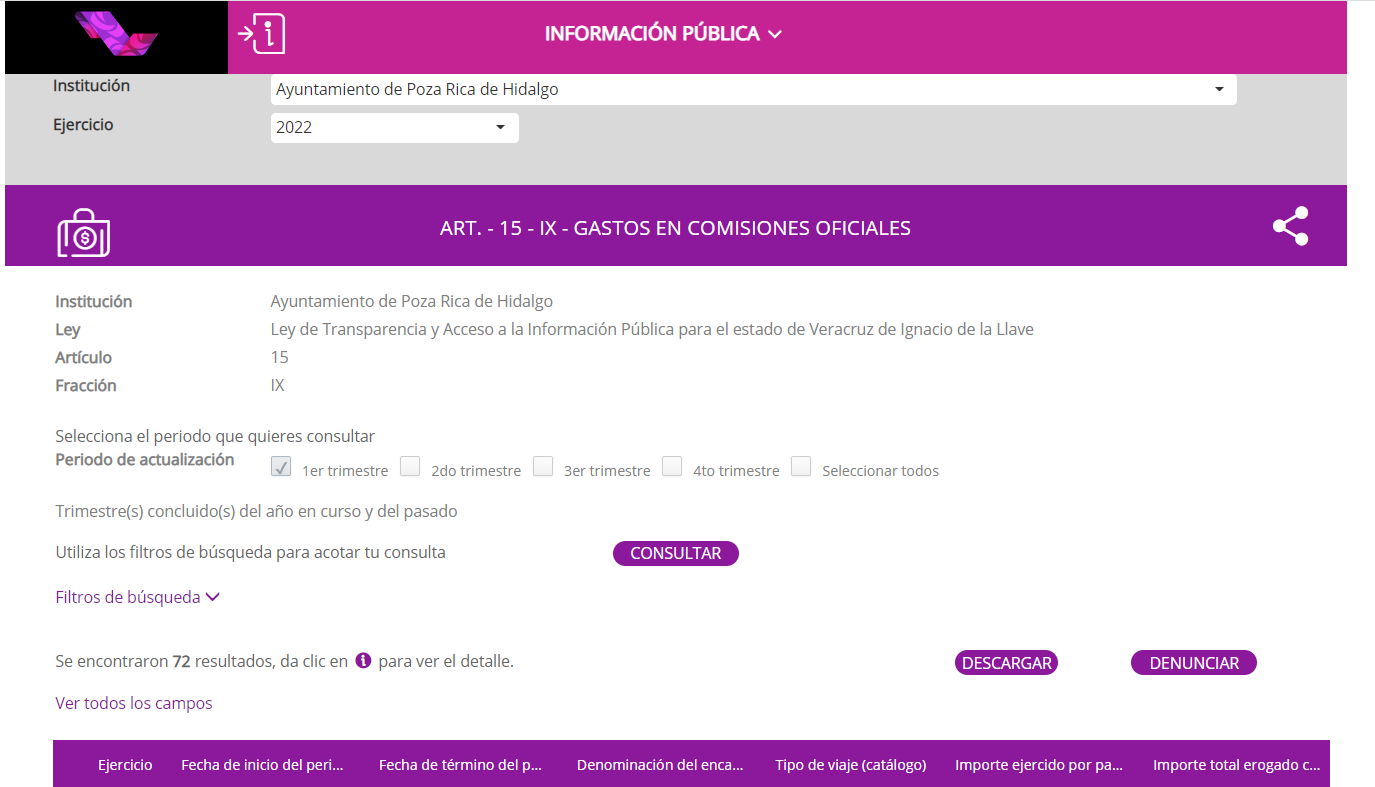 INFORMACIÓN PÚBLICA
Institución Ayuntamiento de Poza Rica de Hidalgo
Ejercicio 2022
ART. - 15 - IX - GASTOS EN COMISIONES OFICIALES
Institución Ayuntamiento de Poza Rica de Hidalgo
Ley Ley de Transparencia y Acceso a la Información Pública para el estado de Veracruz de Ignacio de la Llave
Artículo 15
Fracción IX
Selecciona el periodo que quieres consultar
Periodo de actualización 1er trimestre 2do trimestre 3er trimestre 4to trimestre Seleccionar todos
Trimestre(s) concluido(s) del año en curso y del pasado
Utiliza los filtros de búsqueda para acotar tu consulta CONSULTAR
Filtros de búsqueda
Se encontraron 72 resultados, da clic en i para ver el detalle. DESCARGAR DENUNCIAR
Ver todos los campos
Ejercicio Fecha de inicio del peri... Fecha de término del p... Denominación del enca... Tipo de viaje (catálogo) Importe ejercido por pa... Importe total erogado c...